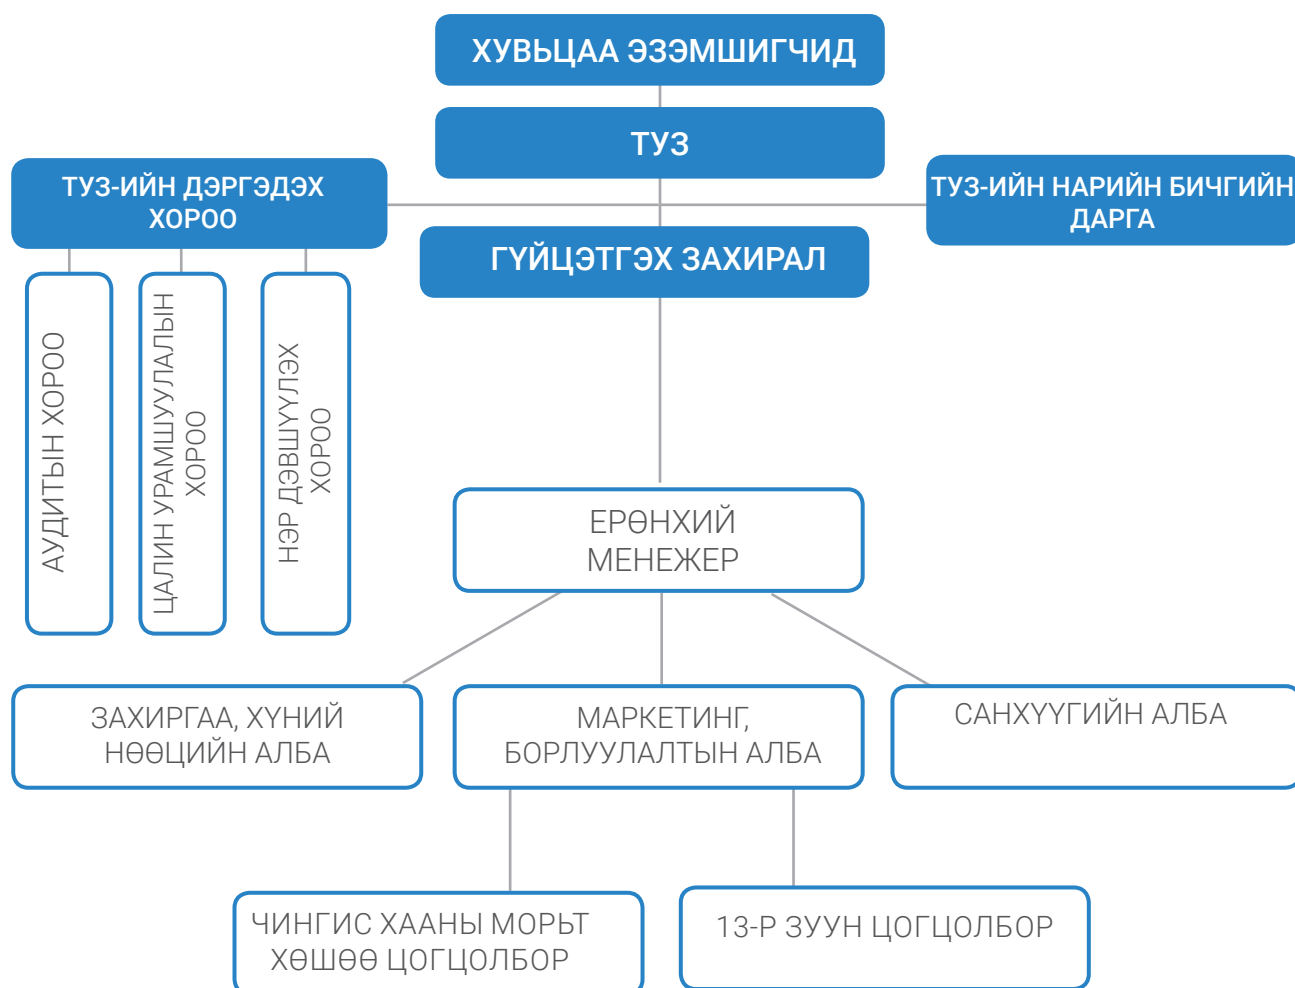 ХУВЬЦАА ЭЗЭМШИГЧИД
ТУЗ
ТУЗ-ИЙН ДЭРГЭДЭХ
ХОРОО
ТУЗ-ИЙН НАРИЙН БИЧГИЙН
ДАРГА
ГҮЙЦЭТГЭХ ЗАХИРАЛ
АУДИТЫН ХОРОО
ЦАЛИН УРАМШУУЛАЛЫН
ХОРОО
НЭР ДЭВШҮҮЛЭХ
ХОРОО
ЕРӨНХИЙ
МЕНЕЖЕР
ЗАХИРГАА, ХҮНИЙ
НӨӨЦИЙН АЛБА
МАРКЕТИНГ,
БОРЛУУЛАЛТЫН АЛБА
САНХҮҮГИЙН АЛБА
ЧИНГИС ХААНЫ МОРЬТ
ХӨШӨӨ ЦОГЦОЛБОР
13-Р ЗУУН ЦОГЦОЛБОР